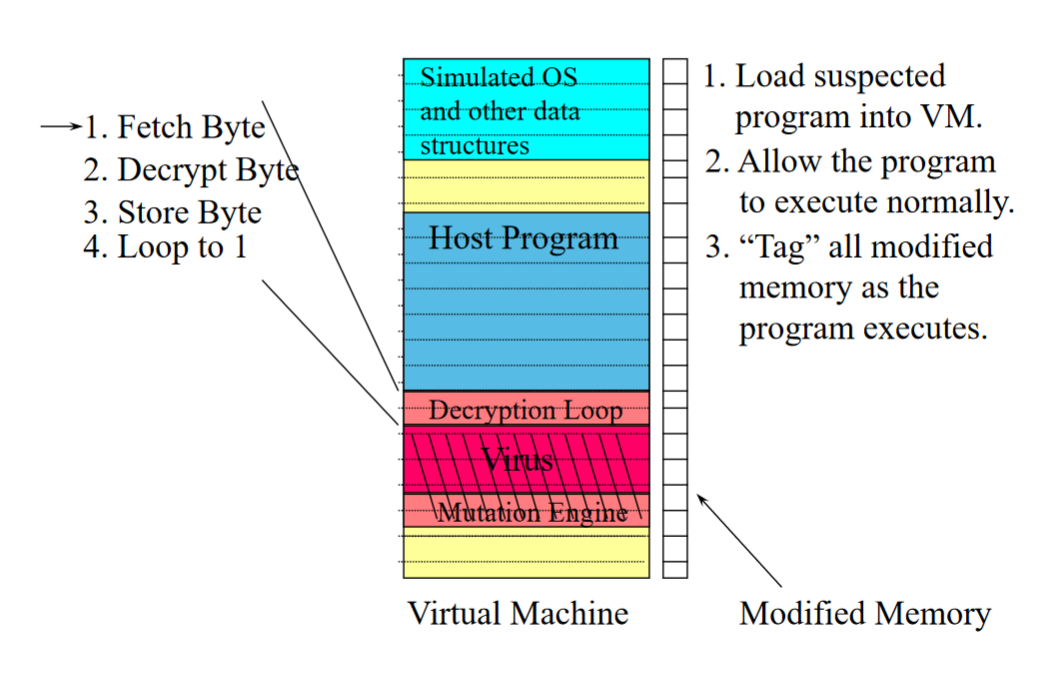 1. Fetch Byte
2. Decrypt Byte
3. Store Byte
4. Loop to 1
Simulated OS
and other data
structures
Host Program
Decryption Loop
Virus
Mutation Engine
Virtual Machine
1. Load suspected
program into VM.
2. Allow the program
to execute normally.
3. “Tag” all modified
memory as the
program executes.
Modified Memory